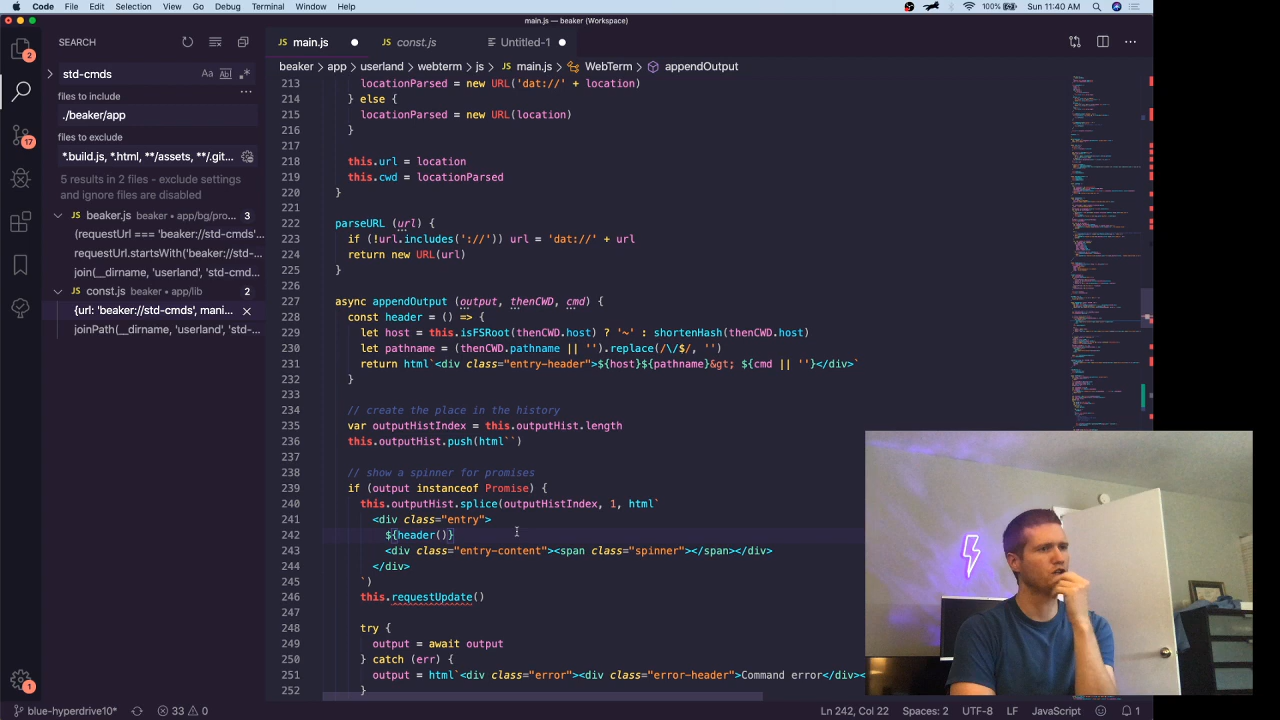 Code File Edit Selection View Go Debug Terminal Window Help 100% Sun 11:40 AM
main.js — beaker (Workspace)
SEARCH
main.js
const.js
Untitled-1
std-cmds
Aa Abl .*
beaker > app > userland > webterm > js > main.js > WebTerm > appendOutput
files to include
./beaker/app
files to exclude
*.build.js, *.html, **/assets, **/.get...
5 results in 2 files - exclude settings
and ignore files are disabled
beaker.js beaker • app/bg/pro... 3
(requestUrl === 'beaker://std-cmds'...
join(__dirname, 'userland', 'std-cmd...
const.js beaker • app/lib 2
{url: 'beaker://std-cmds', mani...
joinPath(__dirname, 'userland', 'std-...
213 locationParsed = new URL('dat://' + location)
214 } else {
215 locationParsed = new URL(location)
216 }
217
218 this.url = location
219 this.cwd = locationParsed
220 }
221
222 parseURL (url) {
223 if (!url.includes('://')) url = 'dat://' + url
224 return new URL(url)
225 }
226
227 async appendOutput (output, thenCWD, cmd) {
228 const header = () => {
229 let host = this.isFSRoot(thenCWD.host) ? '~' : shortenHash(thenCWD.host)
230 let pathname = (thenCWD.pathname || '').replace(/\/$/, '')
231 return html`<div class="entry-header">${host}${pathname}&gt; ${cmd || ''}</div>`
232 }
233
234 // create the place in the history
235 var outputHistIndex = this.outputHist.length
236 this.outputHist.push(html``)
237
238 // show a spinner for promises
239 if (output instanceof Promise) {
240 this.outputHist.splice(outputHistIndex, 1, html`
241 <div class="entry">
242 ${header()}
243 <div class="entry-content"><span class="spinner"></span></div>
244 </div>
245 `)
246 this.requestUpdate()
247
248 try {
249 output = await output
250 } catch (err) {
251 output = html`<div class="error"><div class="error-header">Command error</div><
252 }
2
17
1
blue-hyperdrive10* 33 0 Ln 242, Col 22 Spaces: 2 UTF-8 LF JavaScript 1